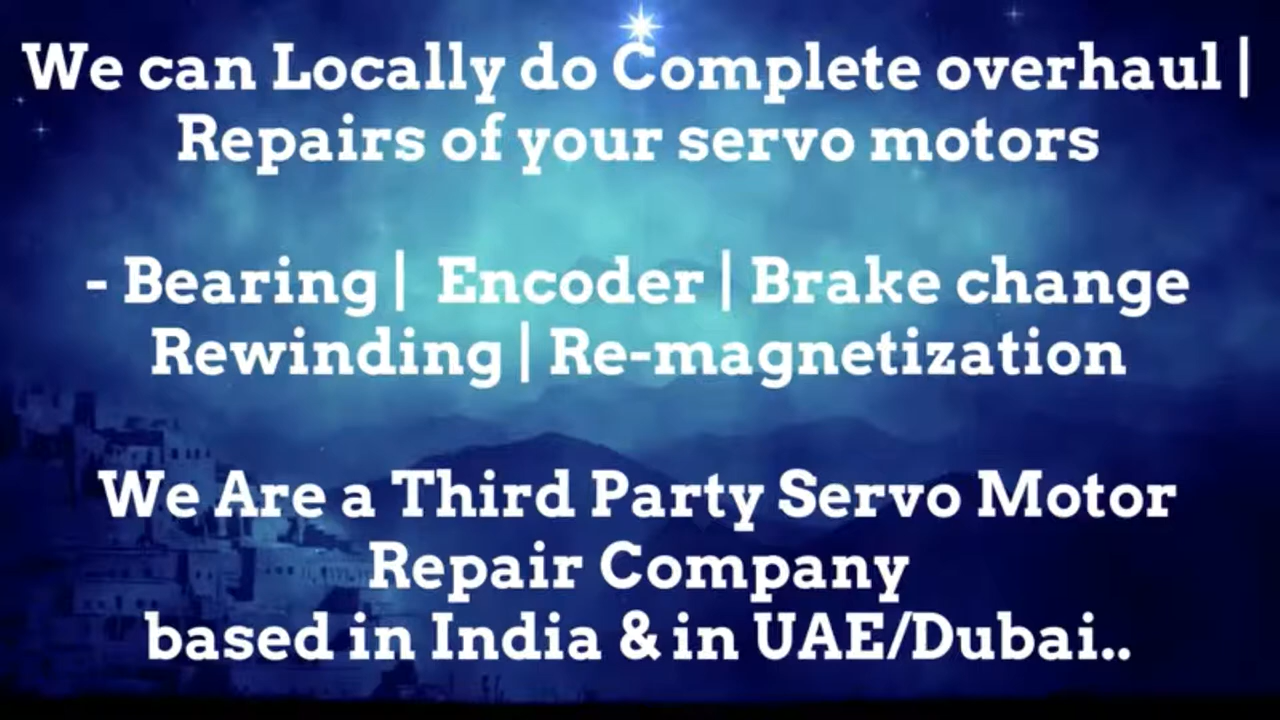 We can Locally do Complete overhaul |
Repairs of your servo motors
- Bearing | Encoder | Brake change
Rewinding | Re-magnetization
We Are a Third Party Servo Motor
Repair Company
based in India & in UAE/Dubai..